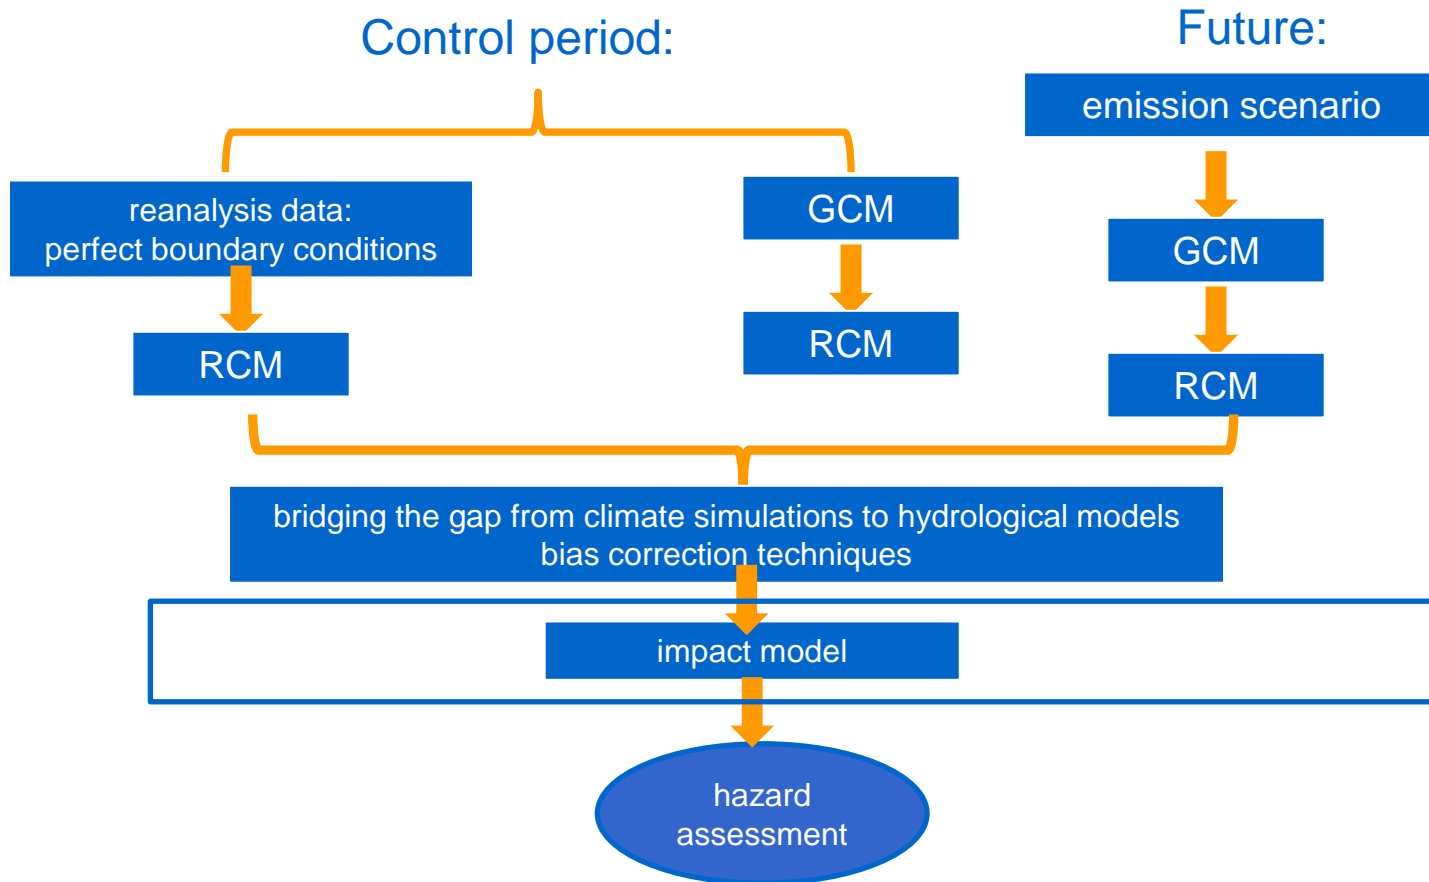 Control period:
Future:
emission scenario
reanalysis data:
perfect boundary conditions
GCM
GCM
RCM
RCM
RCM
bridging the gap from climate simulations to hydrological models
bias correction techniques
impact model
hazard
assessment